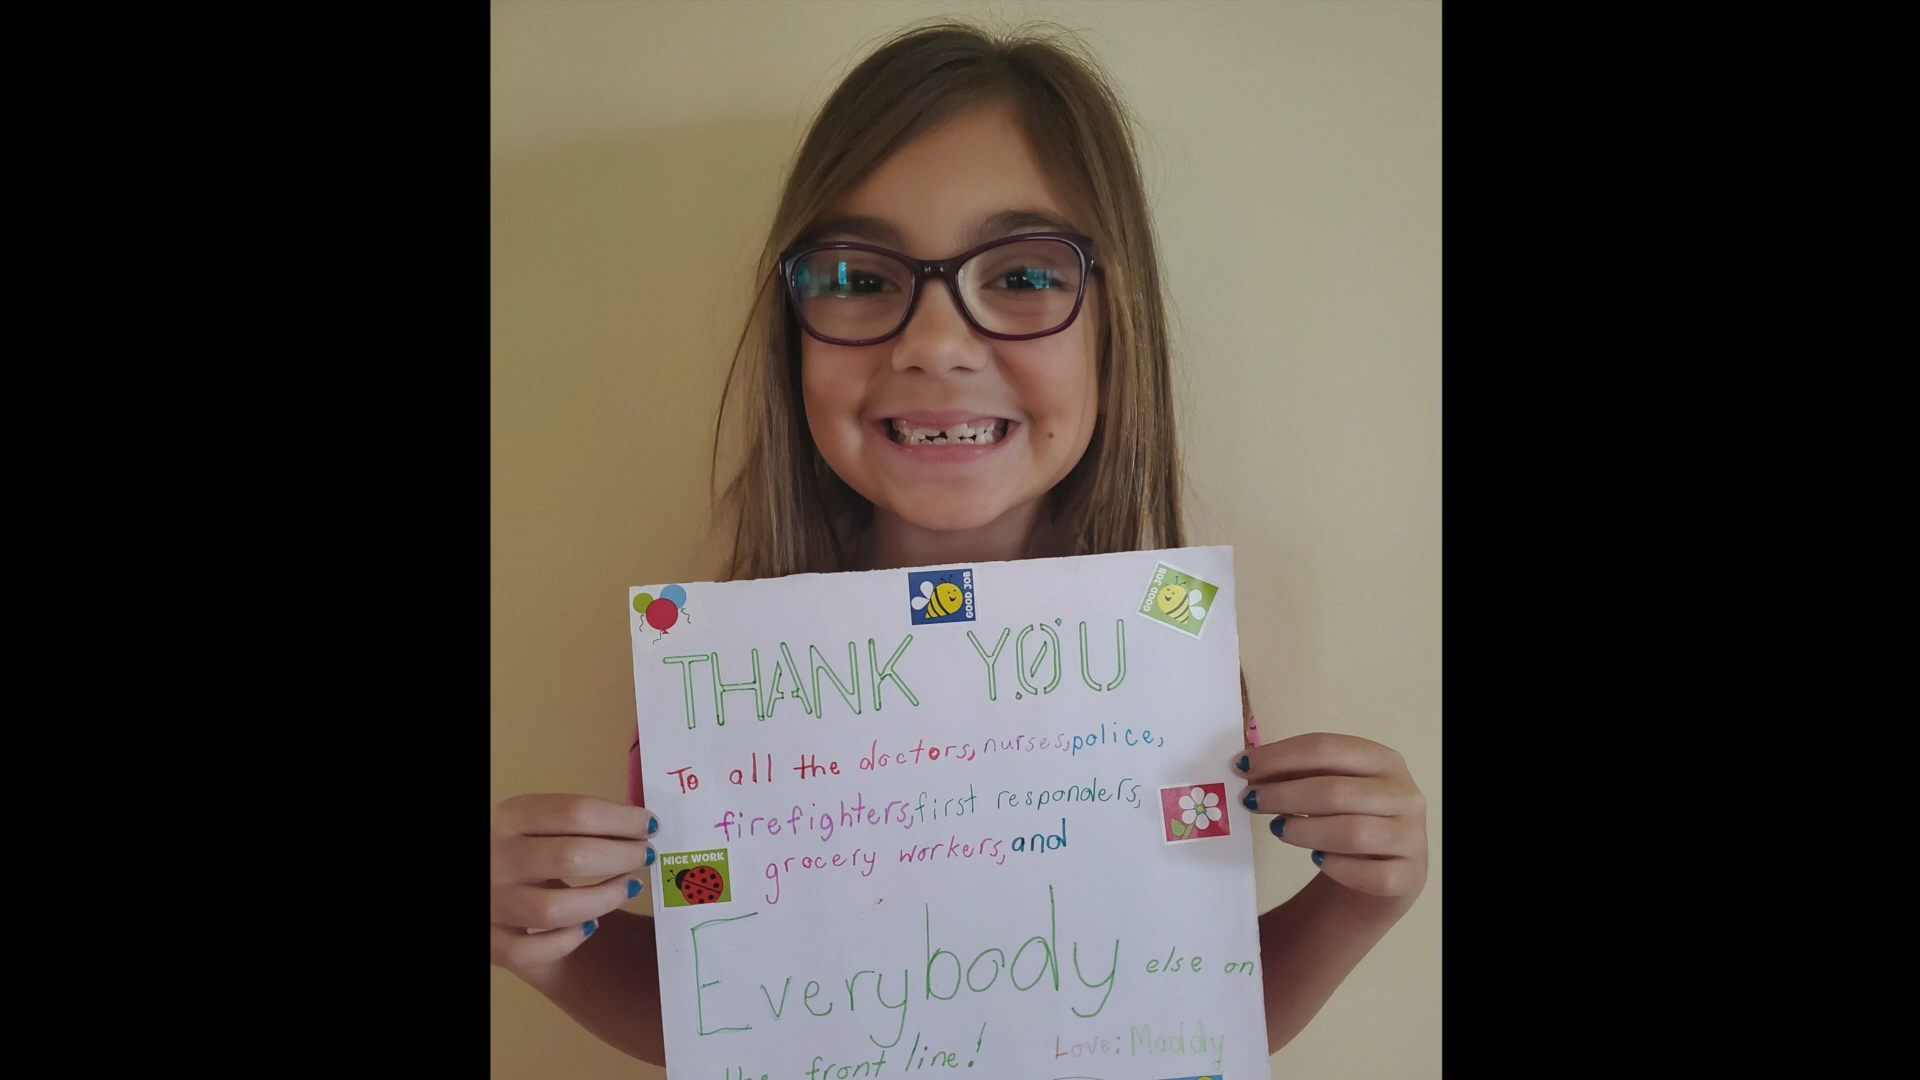 GOOD JOB
GOOD JOB
THANK YOU
To all the doctors, nurses, police,
firefighters, first responders,
grocery workers, and
NICE WORK
Everybody else on
the front line!
Love: Maddy